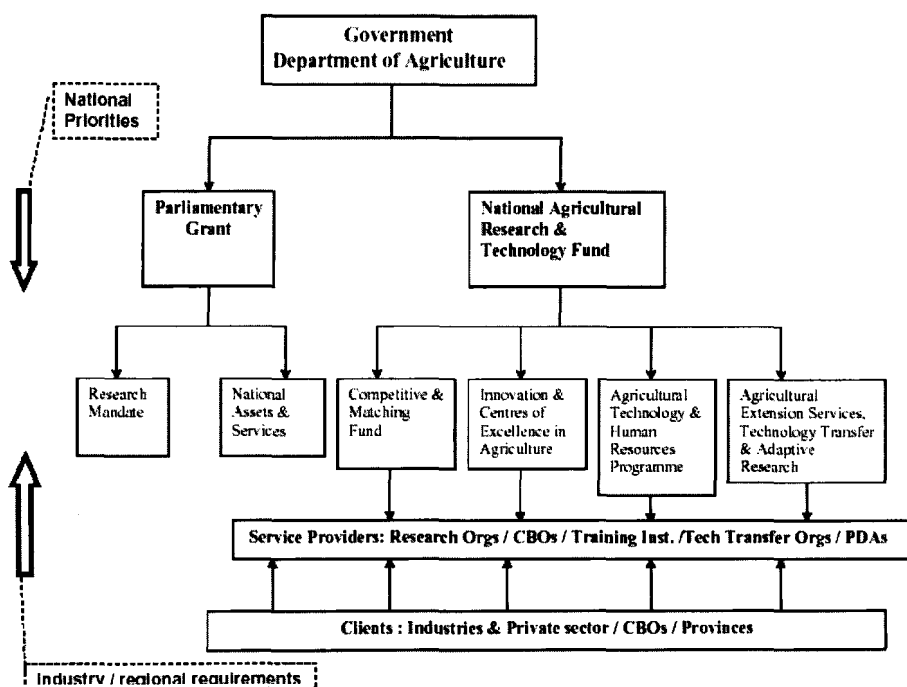 Government
Department of Agriculture
National
Priorities
Parliamentary
Grant
National Agricultural
Research &
Technology Fund
Research
Mandate
National
Assets &
Services
Competitive &
Matching
Fund
Innovation &
Centres of
Excellence in
Agriculture
Agricultural
Technology &
Human
Resources
Programme
Agricultural
Extension Services,
Technology Transfer
& Adaptive
Research
Service Providers: Research Orgs / CBOs / Training Inst. /Tech Transfer Orgs / PDAs
Clients : Industries & Private sector / CBOs / Provinces
Industry / regional requirements